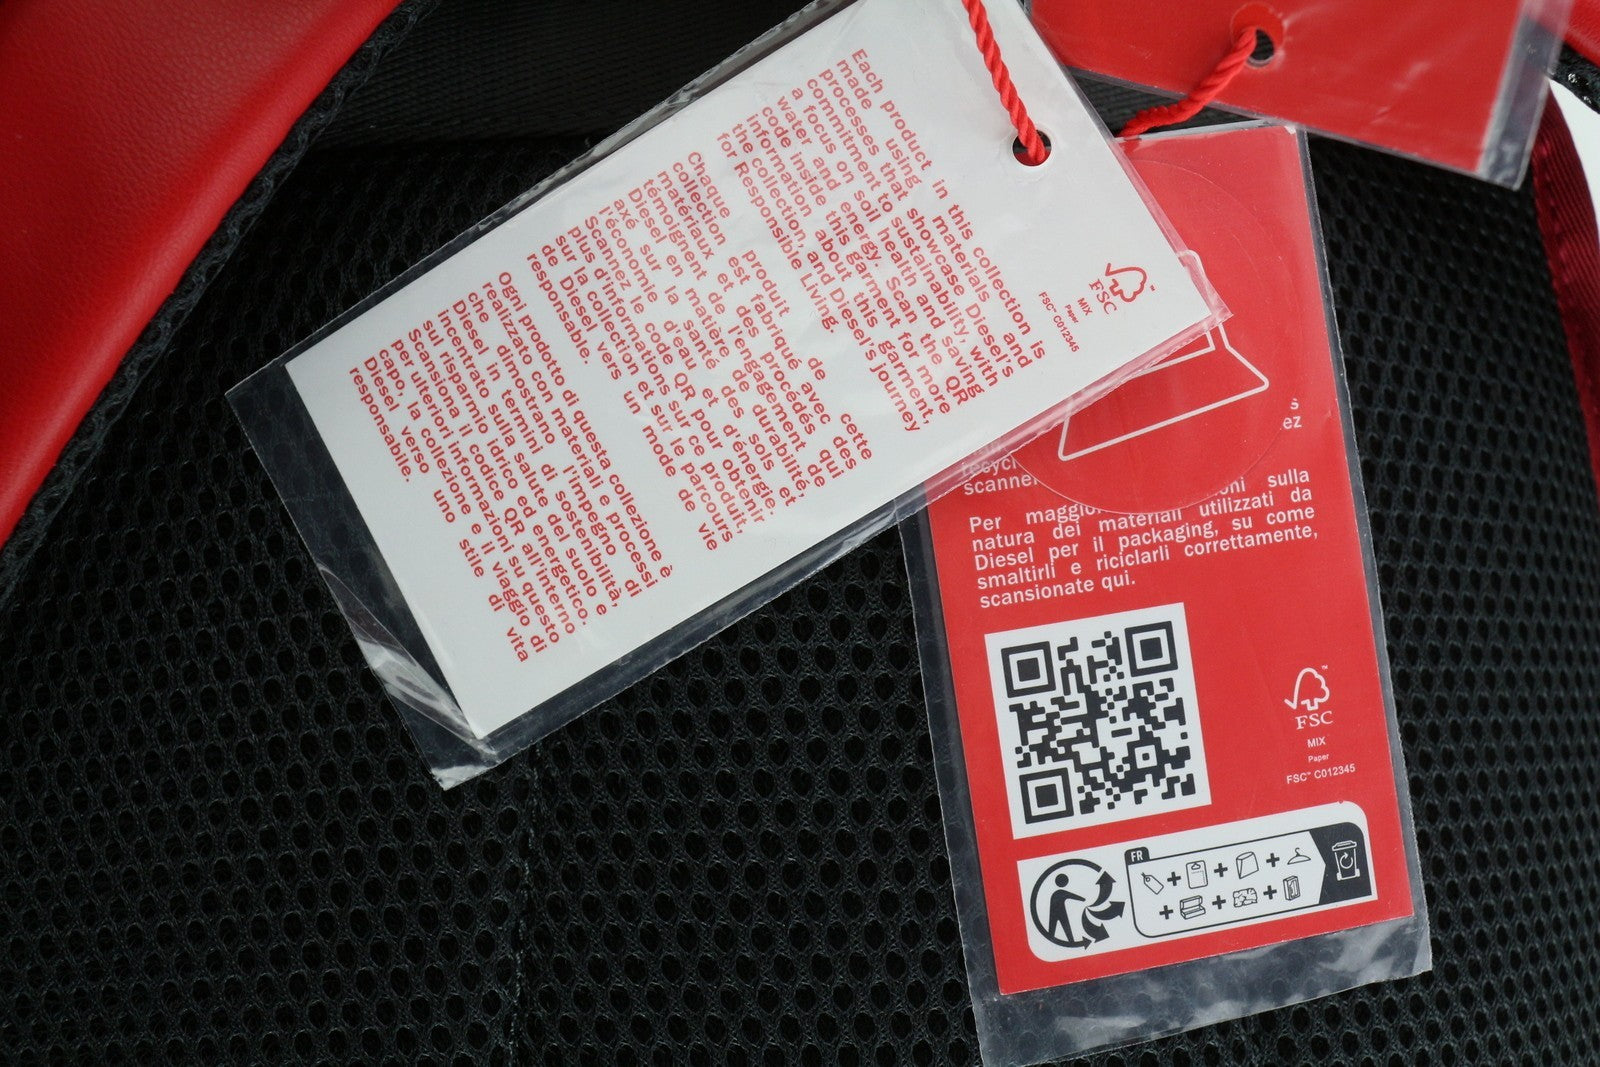 Each product in this collection is
made using materials and
processes that showcase Diesel's
commitment to sustainability, with
a focus on soil health and saving
water and energy. Scan the QR
code inside this garment for more
information about this garment,
the collection, and Diesel's journey
for Responsible Living.
Chaque produit de cette
collection est fabriqué avec des
matériaux et des procédés qui
témoignent de l'engagement de
Diesel en matière de durabilité,
axé sur la santé des sols et
l'économie d'eau et d'énergie.
Scannez le code QR pour obtenir
plus d'informations sur ce produit,
sur la collection et sur le parcours
de Diesel vers un mode de vie
responsable.
Ogni prodotto di questa collezione è
realizzato con materiali e processi
che dimostrano l'impegno di
Diesel in termini di sostenibilità,
incentrato sulla salute del suolo e
sul risparmio idrico ed energetico.
Scansiona il codice QR all'interno
per ulteriori informazioni su questo
capo, la collezione e il viaggio di
Diesel verso uno stile di vita
responsabile.
FSC™
MIX
Paper
FSC™ C012345
Per
natura dei materiali utilizzati da
Diesel per il packaging, su come
smaltirli e riciclarli correttamente,
scansionate qui.
sulla
FSC™
MIX
Paper
FSC™ C012345
FR